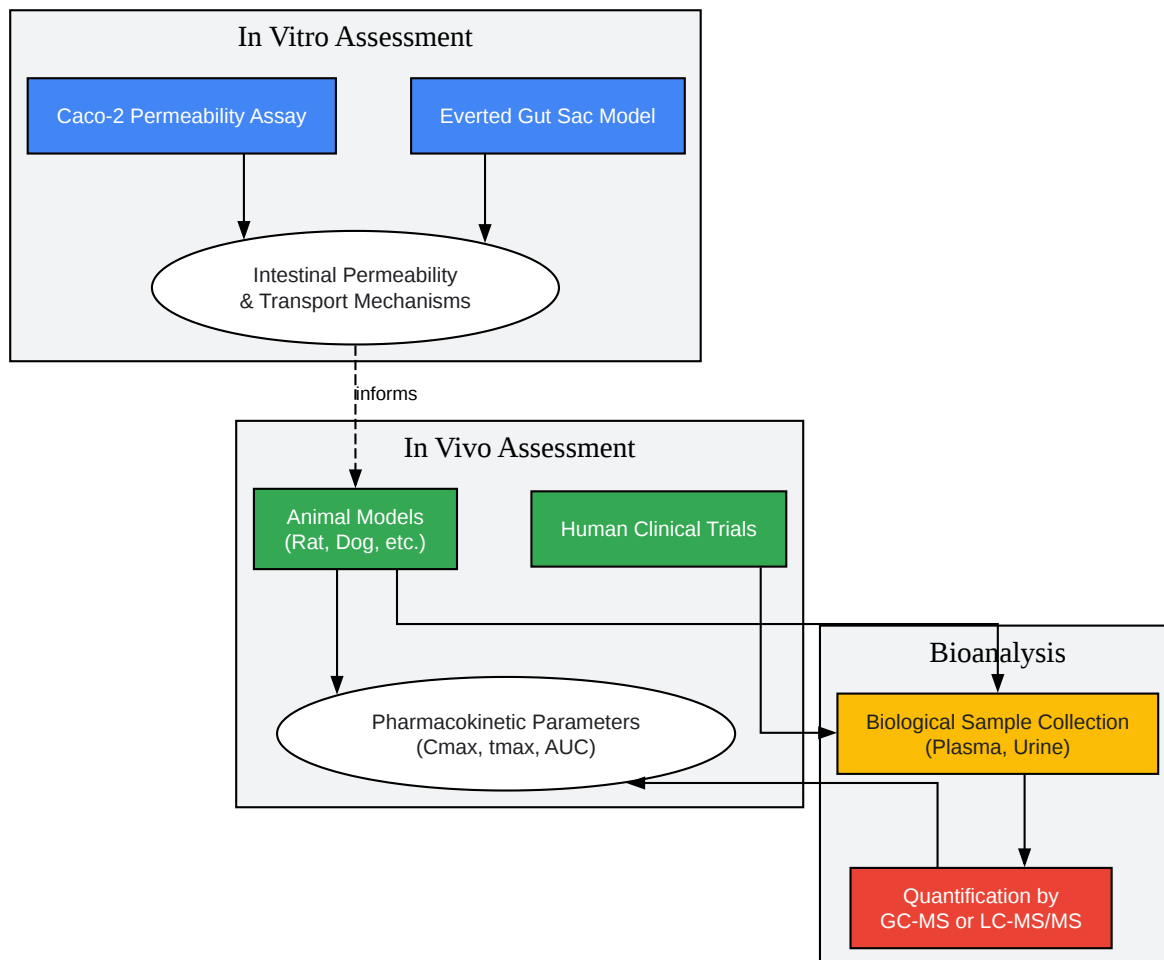 In Vitro Assessment
Caco-2 Permeability Assay
Everted Gut Sac Model
Intestinal Permeability
& Transport Mechanisms
informs
In Vivo Assessment
Animal Models
(Rat, Dog, etc.)
Human Clinical Trials
Pharmacokinetic Parameters
(Cmax, tmax, AUC)
Bioanalysis
Biological Sample Collection
(Plasma, Urine)
Quantification by
GC-MS or LC-MS/MS